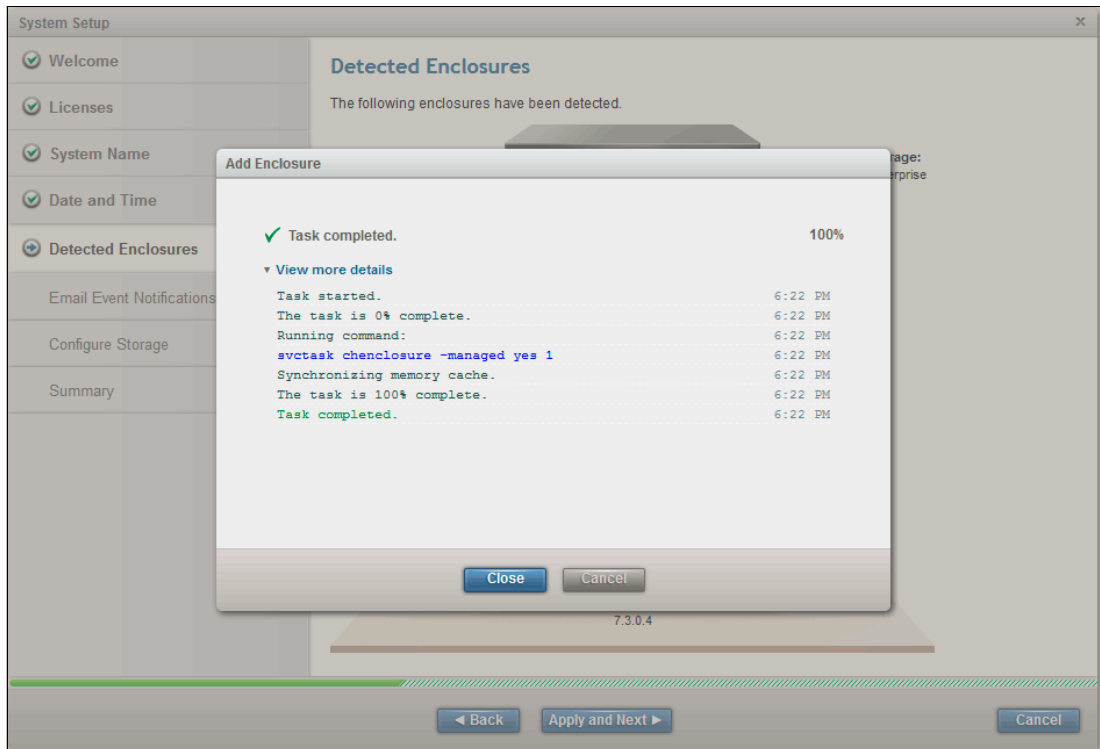 System Setup
x
Welcome
Licenses
System Name
Date and Time
Detected Enclosures
Email Event Notifications
Configure Storage
Summary
Detected Enclosures
The following enclosures have been detected.
Add Enclosure
Task completed. 100%
View more details
Task started. 6:22 PM
The task is 0% complete. 6:22 PM
Running command: 6:22 PM
svctask chenclosure -managed yes 1 6:22 PM
Synchronizing memory cache. 6:22 PM
The task is 100% complete. 6:22 PM
Task completed. 6:22 PM
Close Cancel
7.3.0.4
Back Apply and Next Cancel